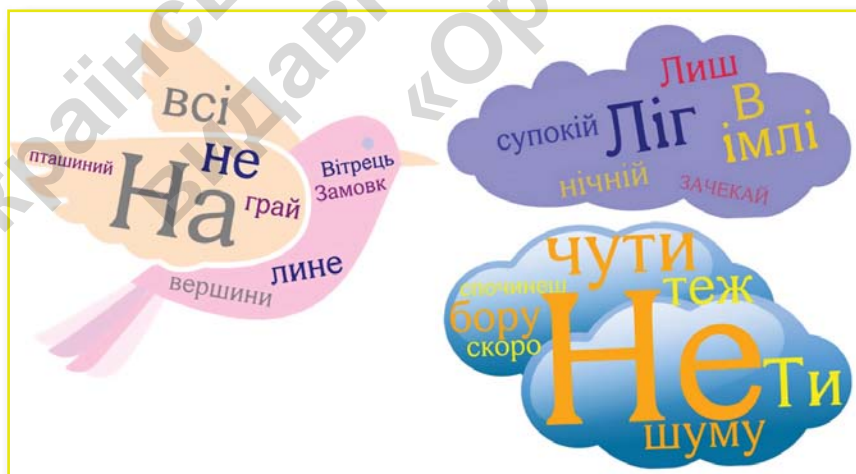 всі
не
пташиний
На
грай
Вітрець
Замовк
лине
вершини
Лиш
В
супокій
Ліг
імлі
нічній
ЗАЧЕКАЙ
чути
спочинеш
теж
бору
скоро
Не
Ти
шуму